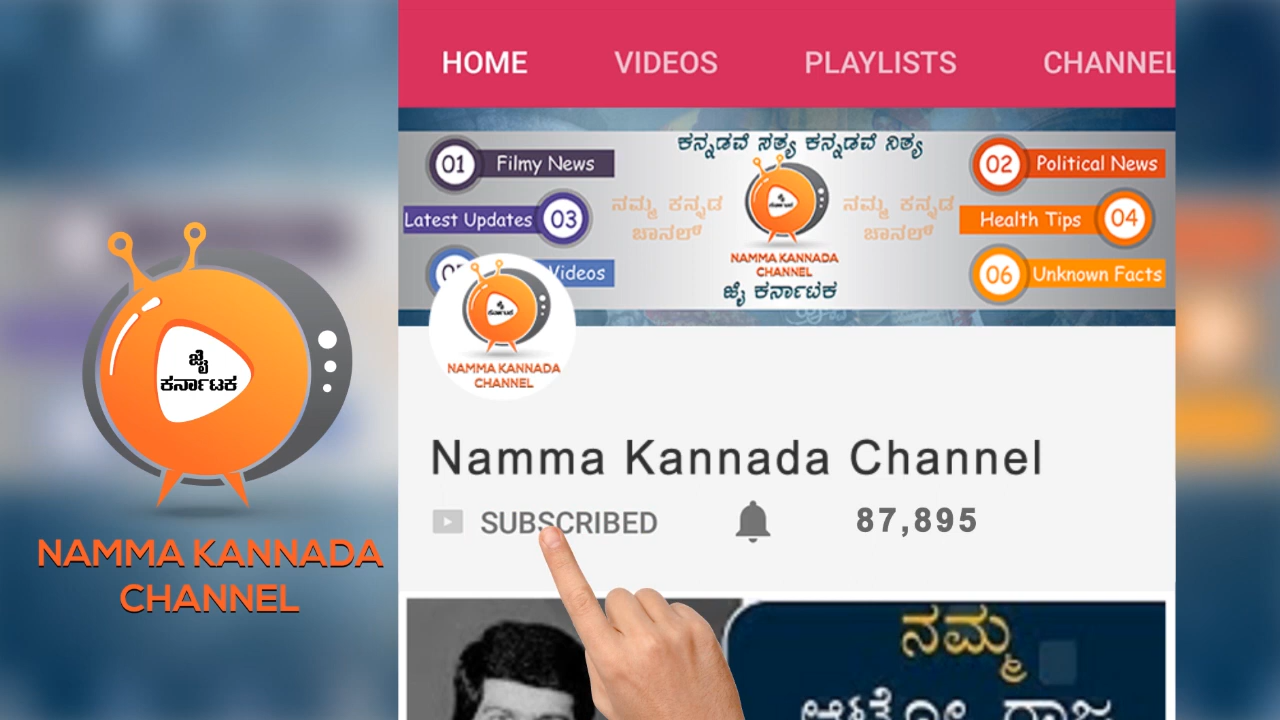 HOME VIDEOS PLAYLISTS CHANNEL
ಕನ್ನಡವೆ ಸತ್ಯ ಕನ್ನಡವೆ ನಿತ್ಯ
01 Filmy News
02 Political News
Latest Updates 03
ನಮ್ಮ ಕನ್ನಡ
ಚಾನಲ್
ನಮ್ಮ ಕನ್ನಡ
ಚಾನಲ್
Health Tips 04
Videos
06 Unknown Facts
NAMMA KANNADA
CHANNEL
ಜೈ ಕರ್ನಾಟಕ
NAMMA KANNADA
CHANNEL
ಜೈ
ಕರ್ನಾಟಕ
NAMMA KANNADA
CHANNEL
Namma Kannada Channel
SUBSCRIBED 87,895
ನಮ್ಮ
ಆಟೋ ರಾಜ